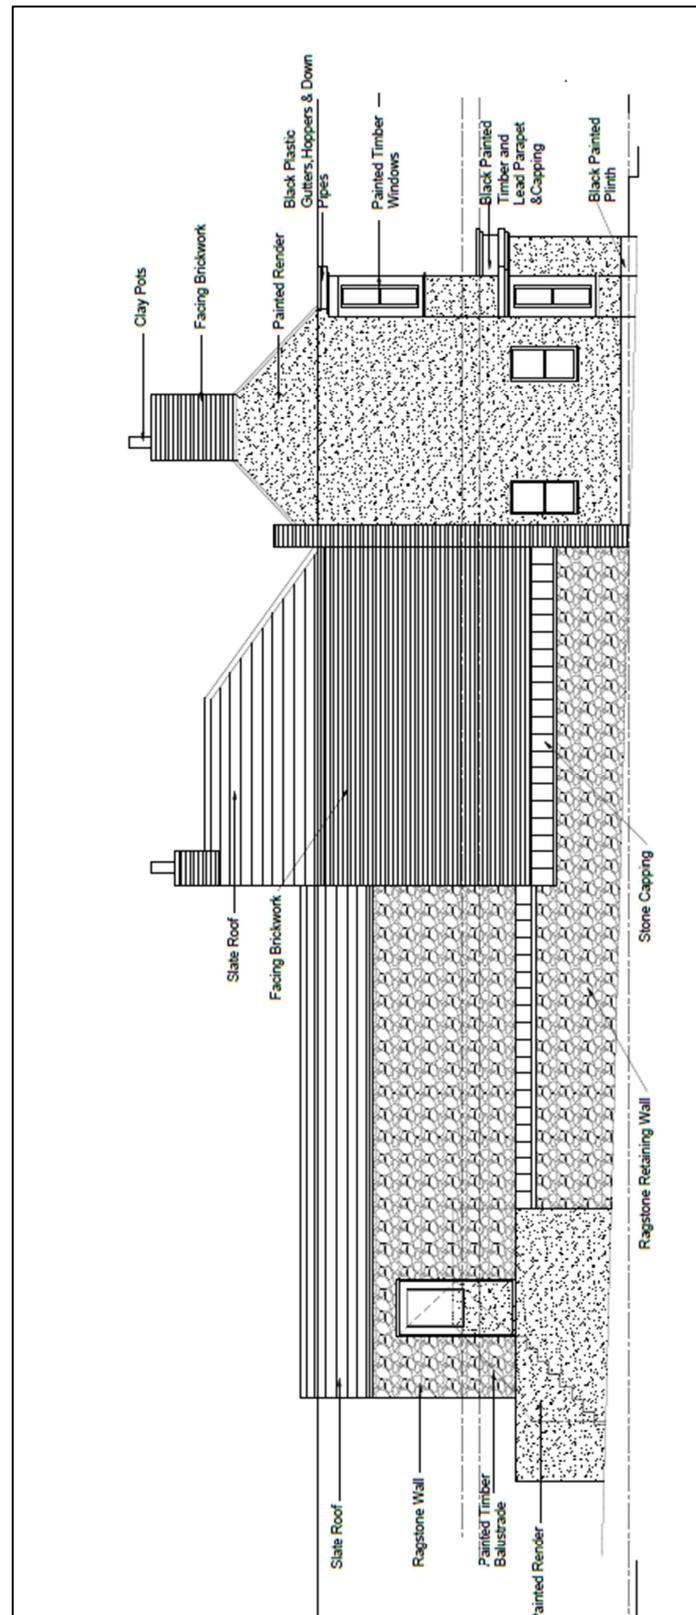 Clay Pots
Facing Brickwork
Painted Render
Black Plastic
Gutters,Hoppers & Down
Pipes
Painted Timber
Windows
Black Painted
Timber and
Lead Parapet
&Capping
Black Painted
Plinth
Slate Roof
Facing Brickwork
Stone Capping
Ragstone Retaining Wall
Slate Roof
Ragstone Wall
Painted Timber
Balustrade
Painted Render